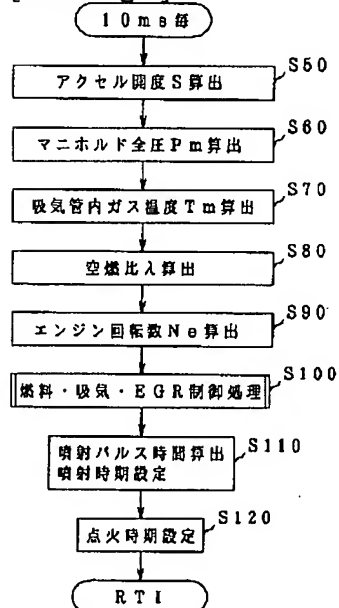 10ms毎
アクセル開度S算出
S50
マニホルド全圧Pm算出
S60
吸気管内ガス温度Tm算出
S70
空燃比λ算出
S80
エンジン回転数Ne算出
S90
燃料・吸気・EGR制御処理
S100
噴射パルス時間算出
噴射時期設定
S110
点火時期設定
S120
RTI